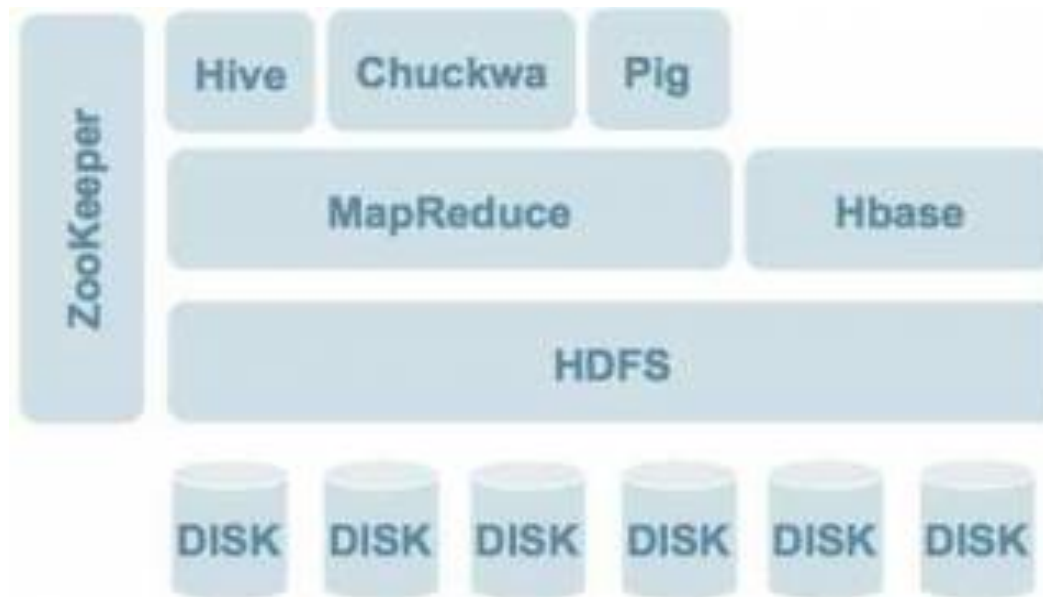 ZooKeeper
Hive
Chuckwa
Pig
MapReduce
Hbase
HDFS
DISK
DISK
DISK
DISK
DISK
DISK